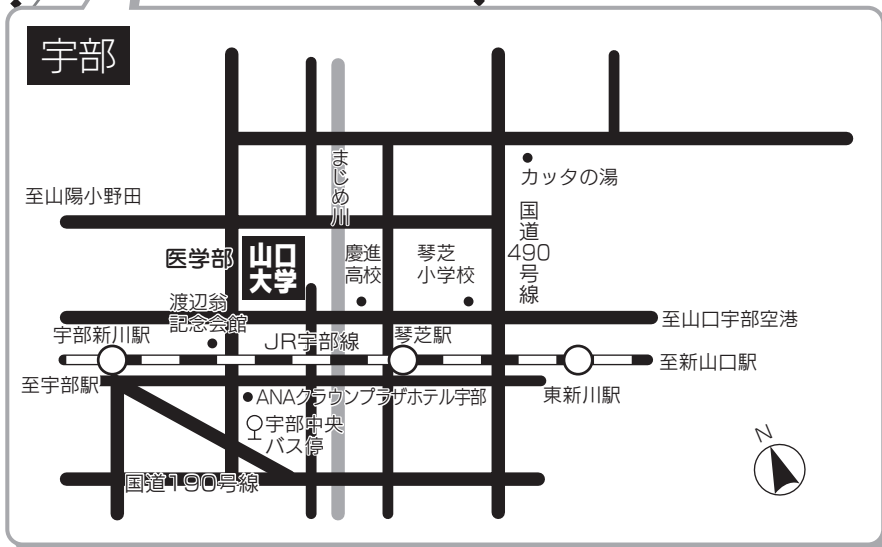 宇部
まじめ川
カッタの湯
至山陽小野田
国道490号線
医学部
山口
大学
慶進
高校
琴芝
小学校
渡辺翁
記念会館
至山口宇部空港
宇部新川駅
JR宇部線
琴芝駅
至新山口駅
至宇部駅
ANAクラウンプラザホテル宇部
東新川駅
宇部中央
バス停
N
国道190号線